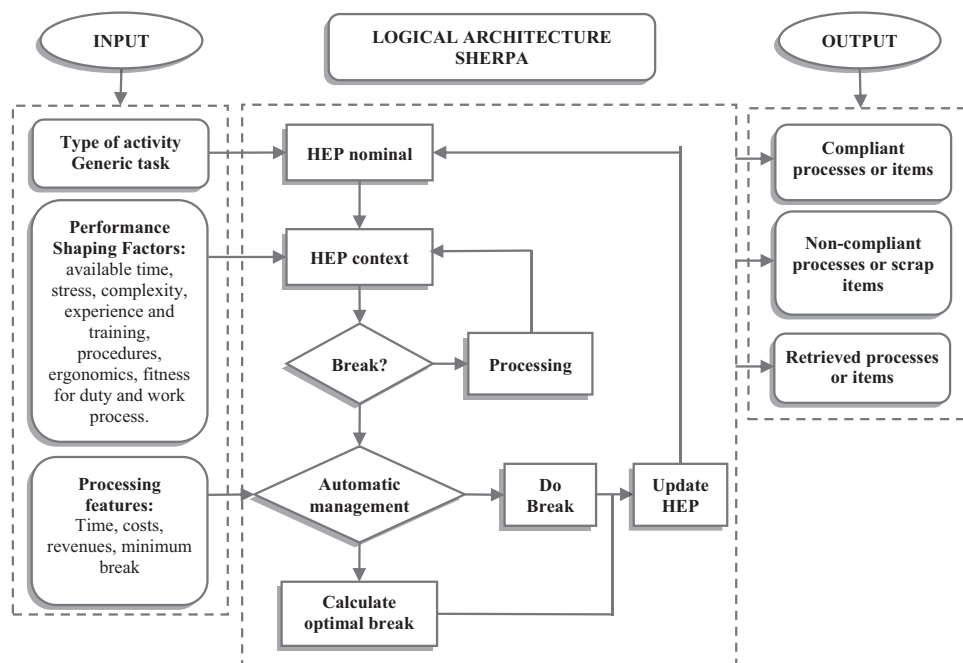 INPUT
LOGICAL ARCHITECTURE
SHERPA
OUTPUT
Type of activity
Generic task
Performance
Shaping Factors:
available time,
stress, complexity,
experience and
training,
procedures,
ergonomics, fitness
for duty and work
process.
Processing
features:
Time, costs,
revenues, minimum
break
HEP nominal
HEP context
Break?
Processing
Automatic
management
Do
Break
Update
HEP
Calculate
optimal break
Compliant
processes or items
Non-compliant
processes or scrap
items
Retrieved processes
or items